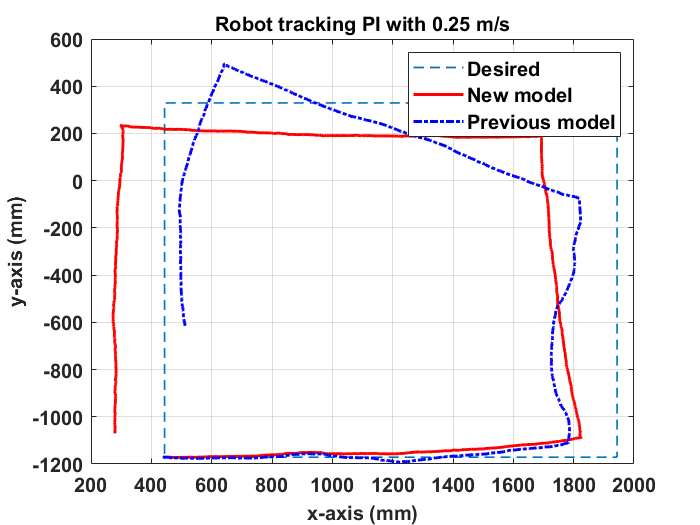 Robot tracking PI with 0.25 m/s
600
400
200
0
-200
-400
-600
-800
-1000
-1200
y-axis (mm)
Desired
New model
Previous model
200 400 600 800 1000 1200 1400 1600 1800 2000
x-axis (mm)